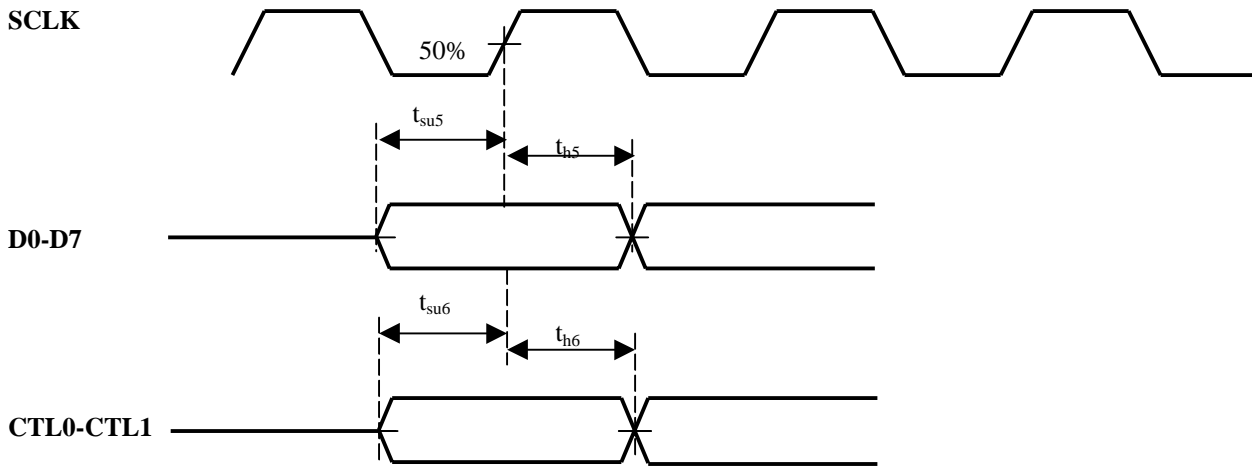 SCLK
50%
tsu5
th5
D0-D7
tsu6
th6
CTL0-CTL1